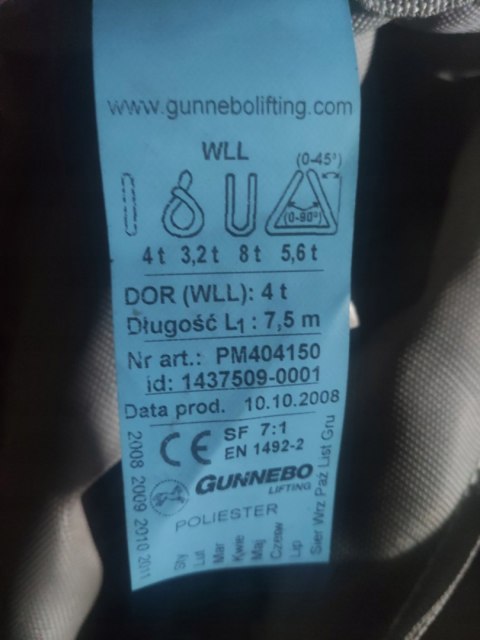 www.gunnebolifting.com
WLL
(0-45°)
(0-90°)
4 t 3,2 t 8 t 5,6 t
DOR (WLL): 4 t
Długość L1 : 7,5 m
Nr art.: PM404150
id: 1437509-0001
Data prod. 10.10.2008
CE SF 7:1
EN 1492-2
GUNNEBO
LIFTING
POLIESTER
2008 2009 2010 2011
Sty Lut Mar Kwie Maj Czerw Lip Sier Wrz Paź List Gru